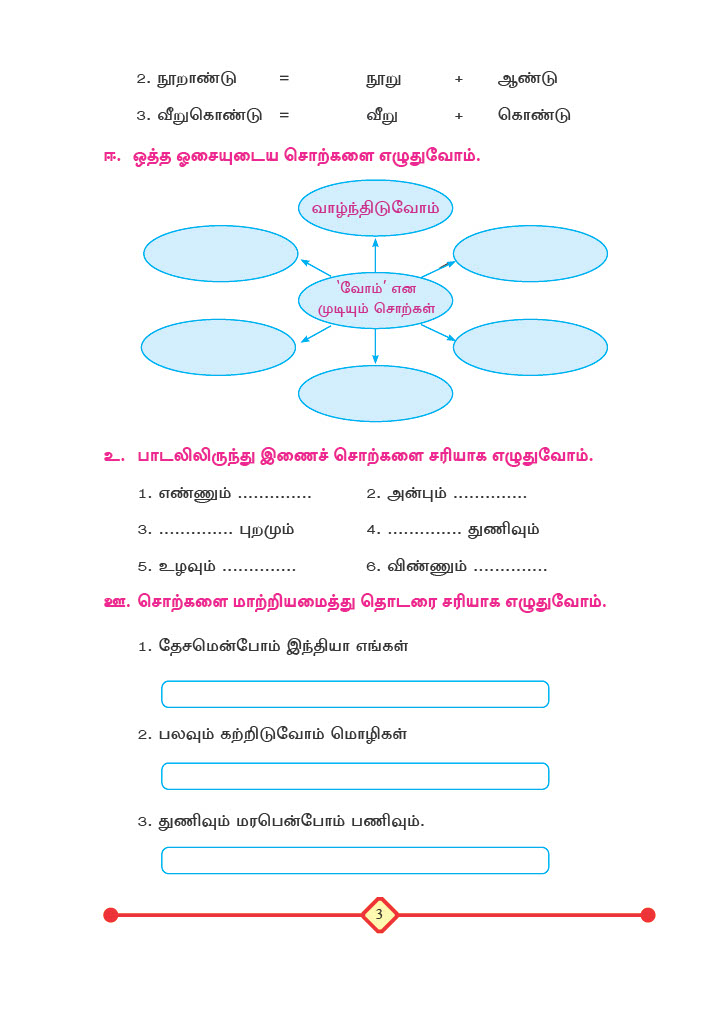 2. நூறாண்டு = நூறு + ஆண்டு
3. வீறுகொண்டு = வீறு + கொண்டு
ஈ. ஒத்த ஓசையுடைய சொற்களை எழுதுவோம்.
வாழ்ந்திடுவோம்
'வோம்' என
முடியும் சொற்கள்
உ. பாடலிலிருந்து இணைச் சொற்களை சரியாக எழுதுவோம்.
1. எண்ணும் .............. 2. அன்பும் ..............
3. .............. புறமும் 4. .............. துணிவும்
5. உழவும் .............. 6. விண்ணும் ..............
ஊ. சொற்களை மாற்றியமைத்து தொடரை சரியாக எழுதுவோம்.
1. தேசமென்போம் இந்தியா எங்கள்
2. பலவும் கற்றிடுவோம் மொழிகள்
3. துணிவும் மரபென்போம் பணிவும்.
3